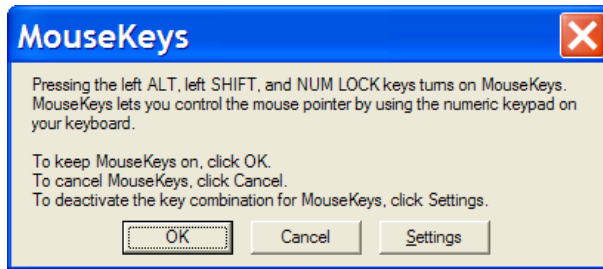 MouseKeys
Pressing the left ALT, left SHIFT, and NUM LOCK keys turns on MouseKeys.
MouseKeys lets you control the mouse pointer by using the numeric keypad on
your keyboard.
To keep MouseKeys on, click OK.
To cancel MouseKeys, click Cancel.
To deactivate the key combination for MouseKeys, click Settings.
OK Cancel Settings